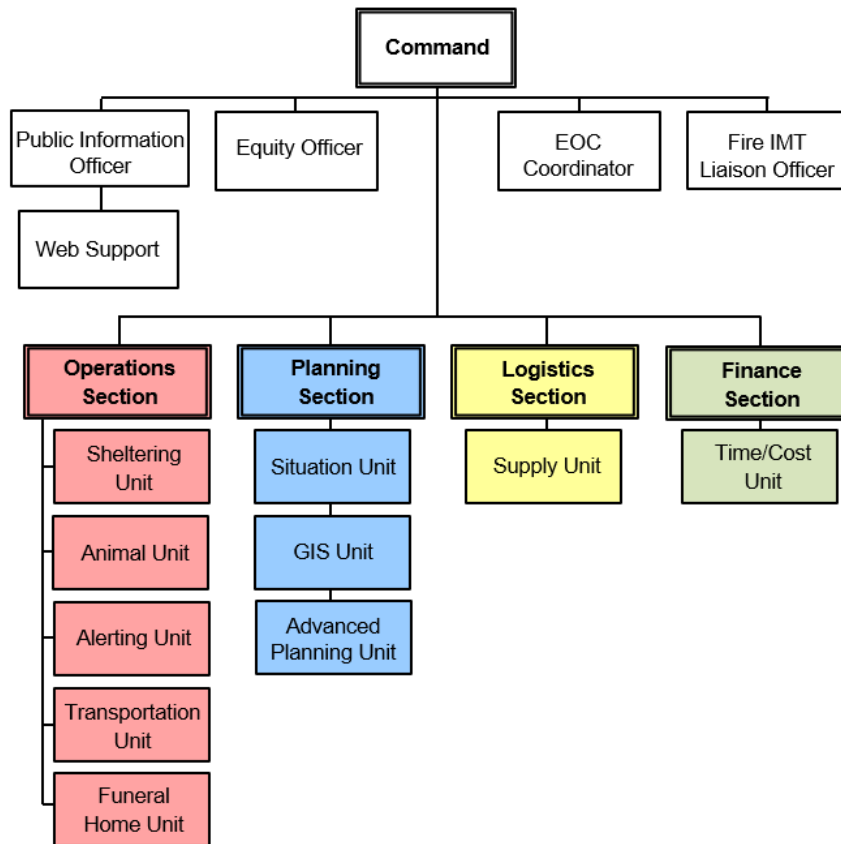 Command
Public Information
Officer
Equity Officer
EOC
Coordinator
Fire IMT
Liaison Officer
Web Support
Operations
Section
Planning
Section
Logistics
Section
Finance
Section
Sheltering
Unit
Situation Unit
Supply Unit
Time/Cost
Unit
Animal Unit
GIS Unit
Alerting Unit
Advanced
Planning Unit
Transportation
Unit
Funeral
Home Unit